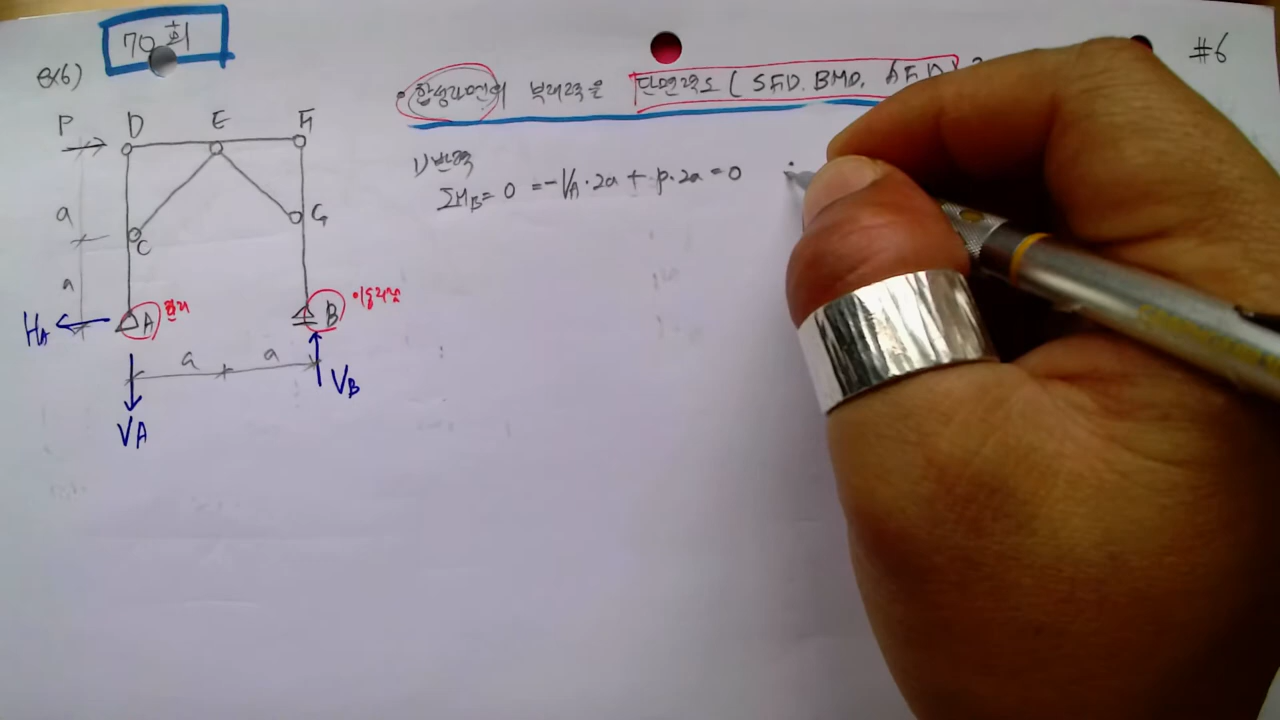 70회
#6
ex6)
• 합성라멘의 부재력을 단면력도 ( SFD. BMD, AFD) ?
P D E F
1) 반력
ΣM_B = 0 = -V_A · 2a + P · 2a = 0
a
C G
a
H_A A 힌지 B • 이동지점
a a
V_B
V_A